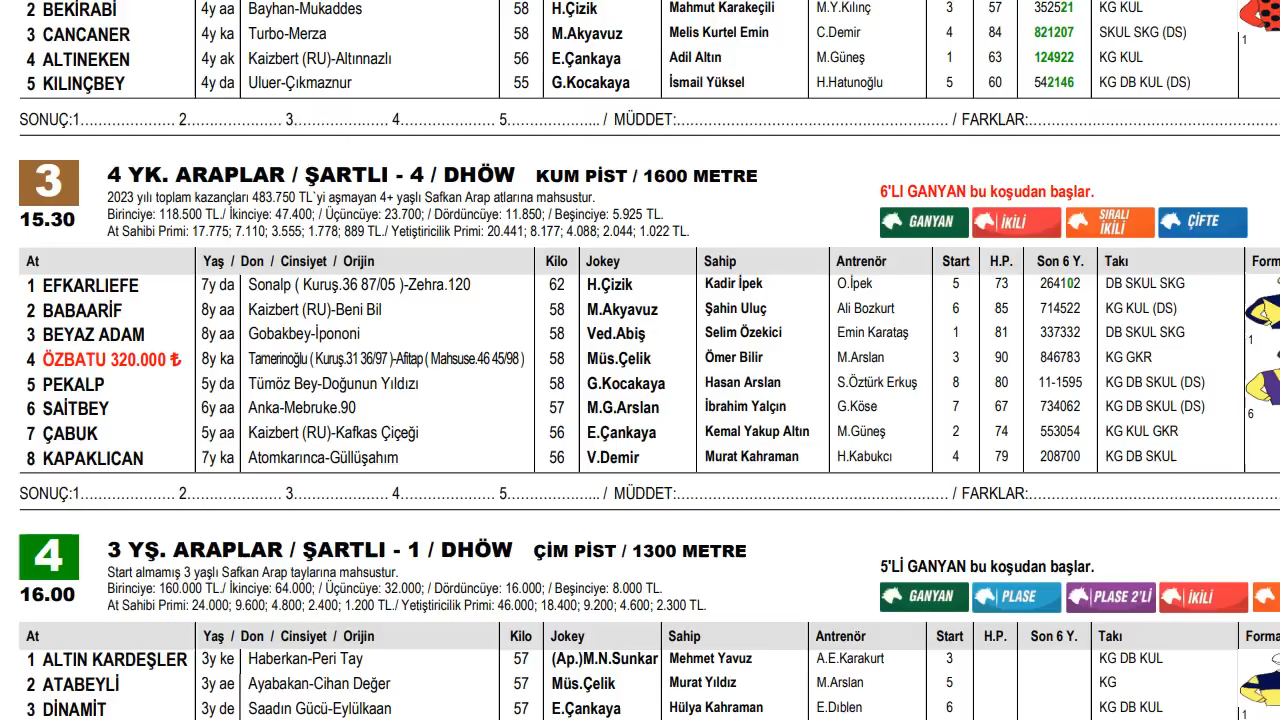 2 BEKİRABİ 4y aa Bayhan-Mukaddes 58 H.Çizik Mahmut Karakeçili M.Y.Kılınç 3 57 352521 KG KUL
3 CANCANER 4y ka Turbo-Merza 58 M.Akyavuz Melis Kurtel Emin C.Demir 4 84 821207 SKUL SKG (DS)
4 ALTINEKEN 4y ak Kaizbert (RU)-Altınnazlı 56 E.Çankaya Adil Altın M.Güneş 1 63 124922 KG KUL
5 KILINÇBEY 4y da Uluer-Çıkmaznur 55 G.Kocakaya İsmail Yüksel H.Hatunoğlu 5 60 542146 KG DB KUL (DS)
1
SONUÇ:1..................... 2..................... 3..................... 4..................... 5..................... / MÜDDET:............................................................ / FARKLAR:............................................................
3 4 YK. ARAPLAR / ŞARTLI - 4 / DHÖW KUM PİST / 1600 METRE
15.30
2023 yılı toplam kazançları 483.750 TL`yi aşmayan 4+ yaşlı Safkan Arap atlarına mahsustur.
Birinciye: 118.500 TL./ İkinciye: 47.400; / Üçüncüye: 23.700; / Dördüncüye: 11.850; / Beşinciye: 5.925 TL.
At Sahibi Primi: 17.775; 7.110; 3.555; 1.778; 889 TL./ Yetiştiricilik Primi: 20.441; 8.177; 4.088; 2.044; 1.022 TL.
6'LI GANYAN bu koşudan başlar.
GANYAN İKİLİ SIRALI İKİLİ ÇİFTE
At Yaş / Don / Cinsiyet / Orijin Kilo Jokey Sahip Antrenör Start H.P. Son 6 Y. Takı Form
1 EFKARLIEFE 7y da Sonalp ( Kuruş.36 87/05 )-Zehra.120 62 H.Çizik Kadir İpek O.İpek 5 73 264102 DB SKUL SKG
2 BABAARİF 8y aa Kaizbert (RU)-Beni Bil 58 M.Akyavuz Şahin Uluç Ali Bozkurt 6 85 714522 KG KUL (DS)
3 BEYAZ ADAM 8y aa Gobakbey-İpononi 58 Ved.Abiş Selim Özekici Emin Karataş 1 81 337332 DB SKUL SKG
1
4 ÖZBATU 320.000 ₺ 8y ka Tamerinoğlu ( Kuruş.31 36/97 )-Afitap ( Mahsuse.46 45/98 ) 58 Müs.Çelik Ömer Bilir M.Arslan 3 90 846783 KG GKR
5 PEKALP 5y da Tümöz Bey-Doğunun Yıldızı 58 G.Kocakaya Hasan Arslan S.Öztürk Erkuş 8 80 11-1595 KG DB SKUL (DS)
6 SAİTBEY 6y aa Anka-Mebruke.90 57 M.G.Arslan İbrahim Yalçın G.Köse 7 67 734062 KG DB SKUL (DS)
6
7 ÇABUK 5y aa Kaizbert (RU)-Kafkas Çiçeği 56 E.Çankaya Kemal Yakup Altın M.Güneş 2 74 553054 KG KUL GKR
8 KAPAKLICAN 7y ka Atomkarınca-Güllüşahım 56 V.Demir Murat Kahraman H.Kabukcı 4 79 208700 KG DB SKUL
SONUÇ:1..................... 2..................... 3..................... 4..................... 5..................... / MÜDDET:............................................................ / FARKLAR:............................................................
4 3 YŞ. ARAPLAR / ŞARTLI - 1 / DHÖW ÇİM PİST / 1300 METRE
16.00
Start almamış 3 yaşlı Safkan Arap taylarına mahsustur.
Birinciye: 160.000 TL./ İkinciye: 64.000; / Üçüncüye: 32.000; / Dördüncüye: 16.000; / Beşinciye: 8.000 TL.
At Sahibi Primi: 24.000; 9.600; 4.800; 2.400; 1.200 TL./ Yetiştiricilik Primi: 46.000; 18.400; 9.200; 4.600; 2.300 TL.
5'Lİ GANYAN bu koşudan başlar.
GANYAN PLASE PLASE 2'Lİ İKİLİ
At Yaş / Don / Cinsiyet / Orijin Kilo Jokey Sahip Antrenör Start H.P. Son 6 Y. Takı Forma
1 ALTIN KARDEŞLER 3y ke Haberkan-Peri Tay 57 (Ap.)M.N.Sunkar Mehmet Yavuz A.E.Karakurt 3 KG DB KUL
2 ATABEYLİ 3y ae Ayabakan-Cihan Değer 57 Müs.Çelik Murat Yıldız M.Arslan 5 KG
3 DİNAMİT 3y de Saadın Gücü-Eylülkaan 57 E.Çankaya Hülya Kahraman E.Dıblen 6 KG DB KUL
1